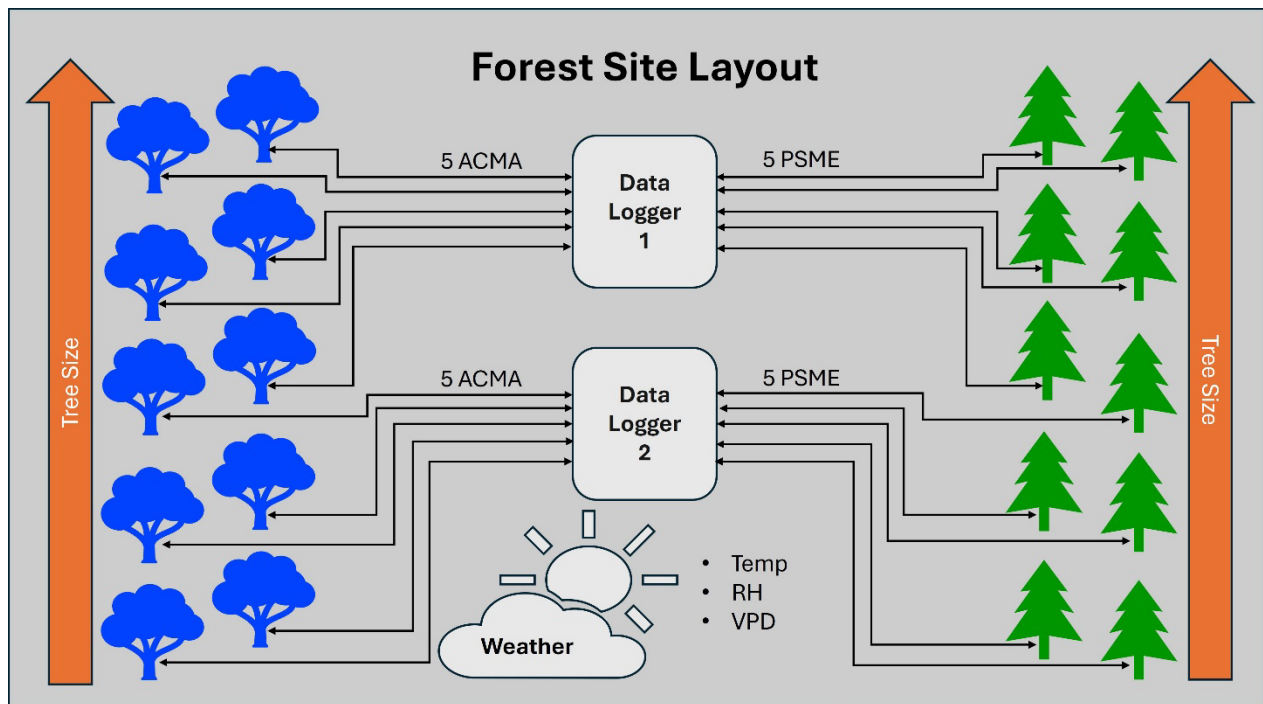 Forest Site Layout
5 ACMA
Data
Logger
1
5 PSME
Tree Size
Tree Size
5 ACMA
Data
Logger
2
5 PSME
Weather
• Temp
• RH
• VPD